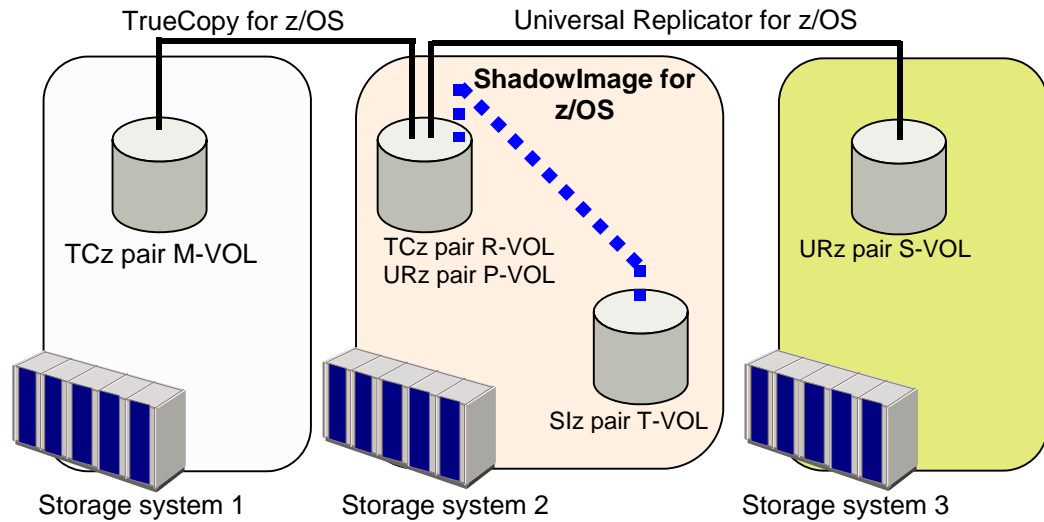 TrueCopy for z/OS
Universal Replicator for z/OS
ShadowImage for
z/OS
TCz pair M-VOL
TCz pair R-VOL
URz pair P-VOL
URz pair S-VOL
SIz pair T-VOL
Storage system 1
Storage system 2
Storage system 3